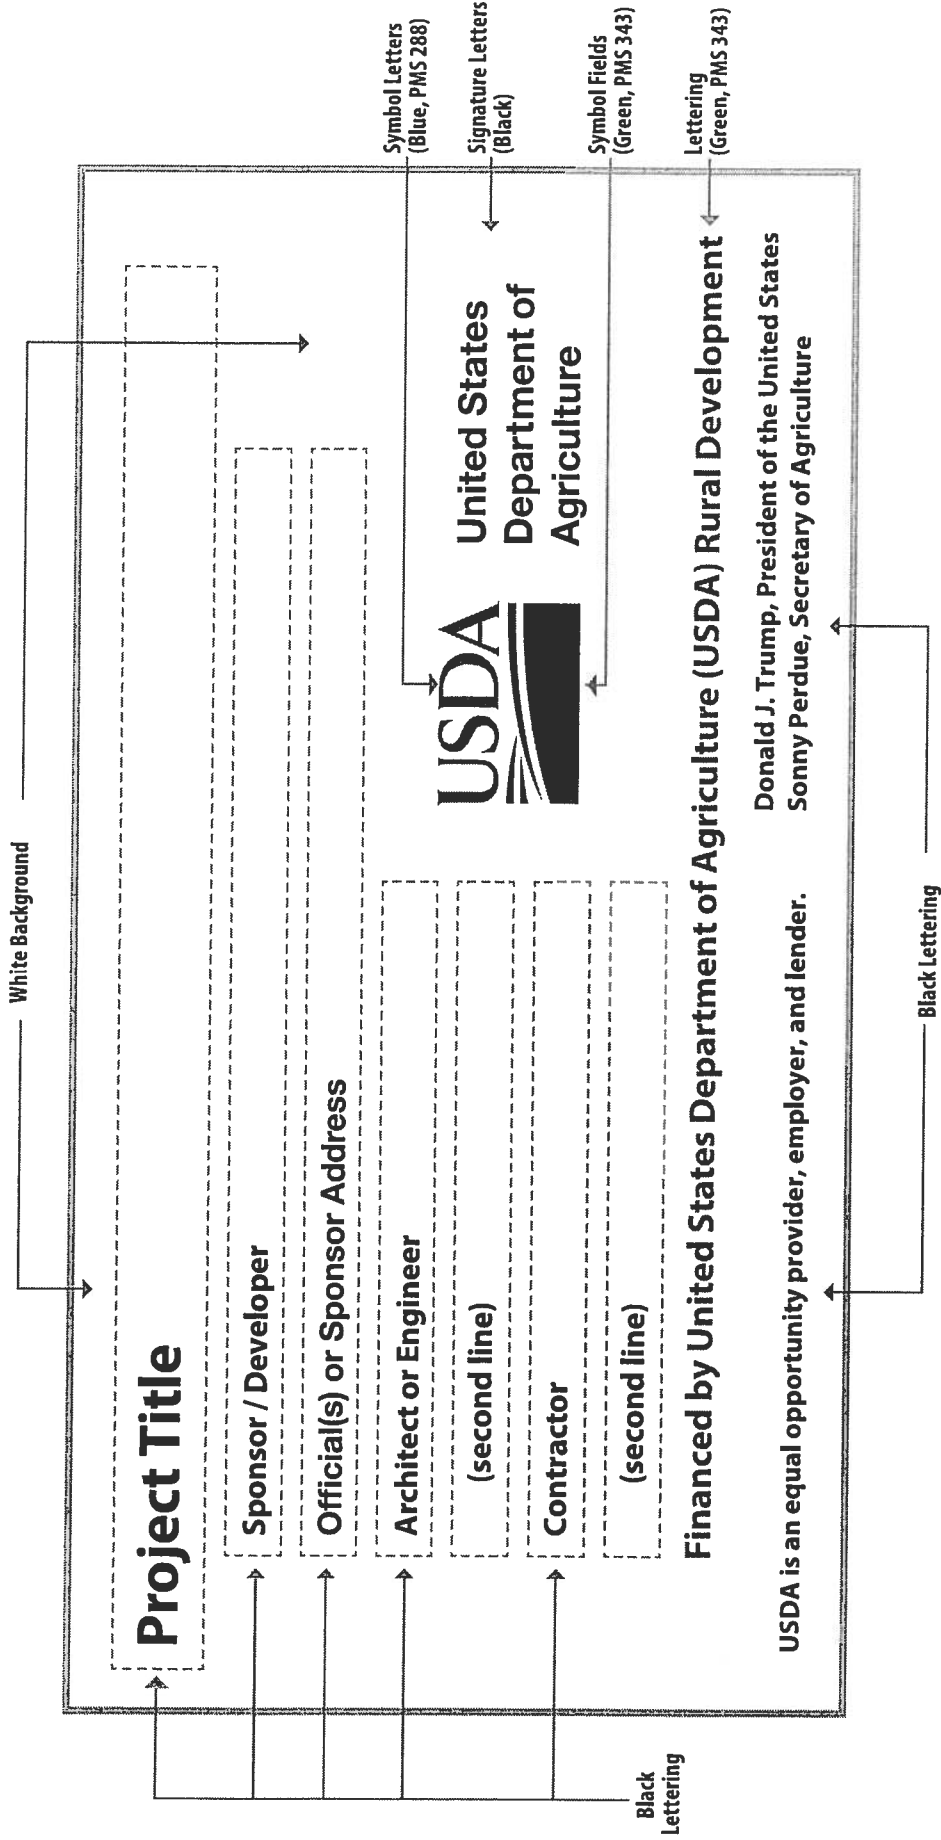 White Background
Project Title
Sponsor / Developer
Official(s) or Sponsor Address
Architect or Engineer
(second line)
Contractor
(second line)
USDA
United States
Department of
Agriculture
Financed by United States Department of Agriculture (USDA) Rural Development
USDA is an equal opportunity provider, employer, and lender.
Donald J. Trump, President of the United States
Sonny Perdue, Secretary of Agriculture
Symbol Letters
(Blue, PMS 288)
Signature Letters
(Black)
Symbol Fields
(Green, PMS 343)
Lettering
(Green, PMS 343)
Black
Lettering
Black Lettering